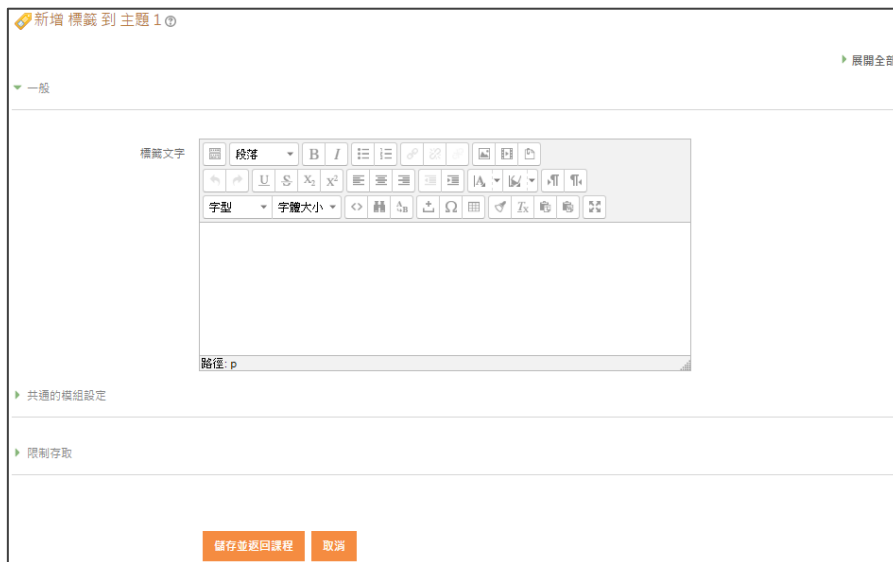 新增 標籤 到 主題 1
展開全部
一般
標籤文字
段落
B I
U S X₂ X²
字型 字體大小
路徑: p
共通的模組設定
限制存取
儲存並返回課程 取消